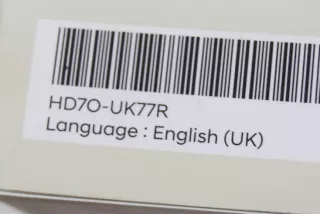 HD7O-UK77R
Language : English (UK)